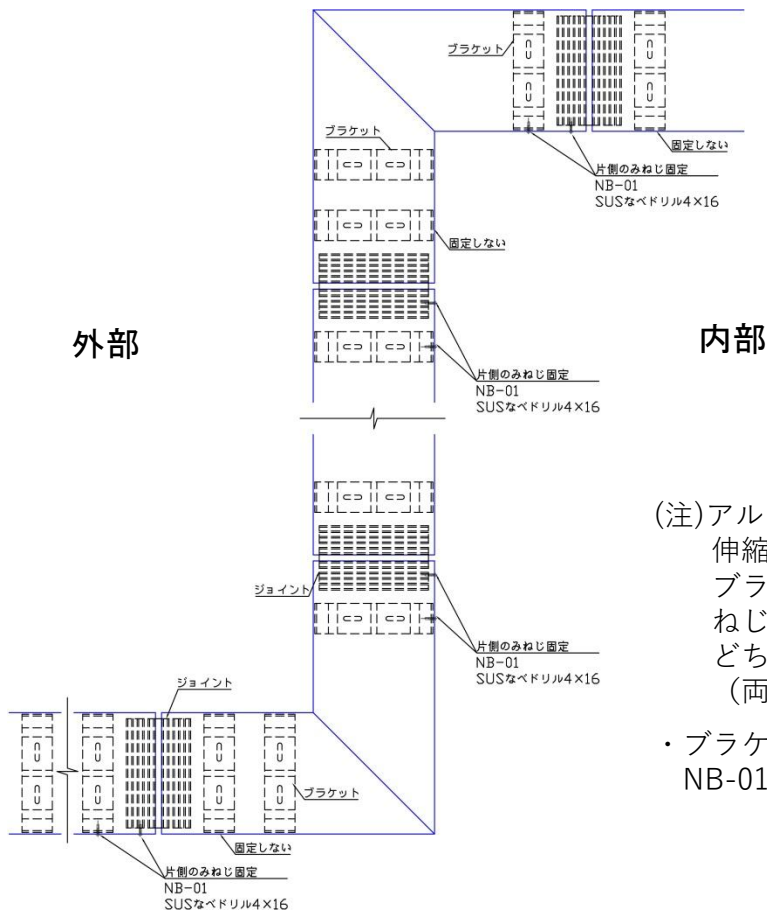 ブラケット
固定しない
片側のみねじ固定
NB-01
SUSなべドリル4×16
ブラケット
固定しない
外部
内部
片側のみねじ固定
NB-01
SUSなベドリル4×16
(注)アル
伸縮
ブラ
ねじ
どち
（両
・ブラケ
NB-01
ジョイント
片側のみねじ固定
NB-01
SUSなベドリル4×16
ジョイント
ブラケット
固定しない
片側のみねじ固定
NB-01
SUSなベドリル4×16